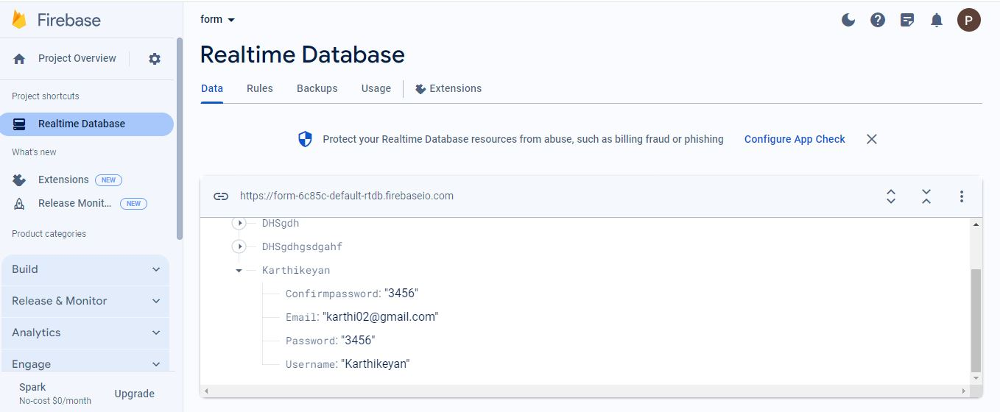 Firebase
form
P
Realtime Database
Project Overview
Data Rules Backups Usage Extensions
Project shortcuts
Realtime Database
Protect your Realtime Database resources from abuse, such as billing fraud or phishing Configure App Check
What's new
Extensions NEW
Release Monit... NEW
https://form-6c85c-default-rtdb.firebaseio.com
Product categories
Build
Release & Monitor
Analytics
Engage
Spark
No-cost $0/month
Upgrade
DHSgdh
DHSgdhgsdgahf
Karthikeyan
Confirmpassword: "3456"
Email: "karthi02@gmail.com"
Password: "3456"
Username: "Karthikeyan"